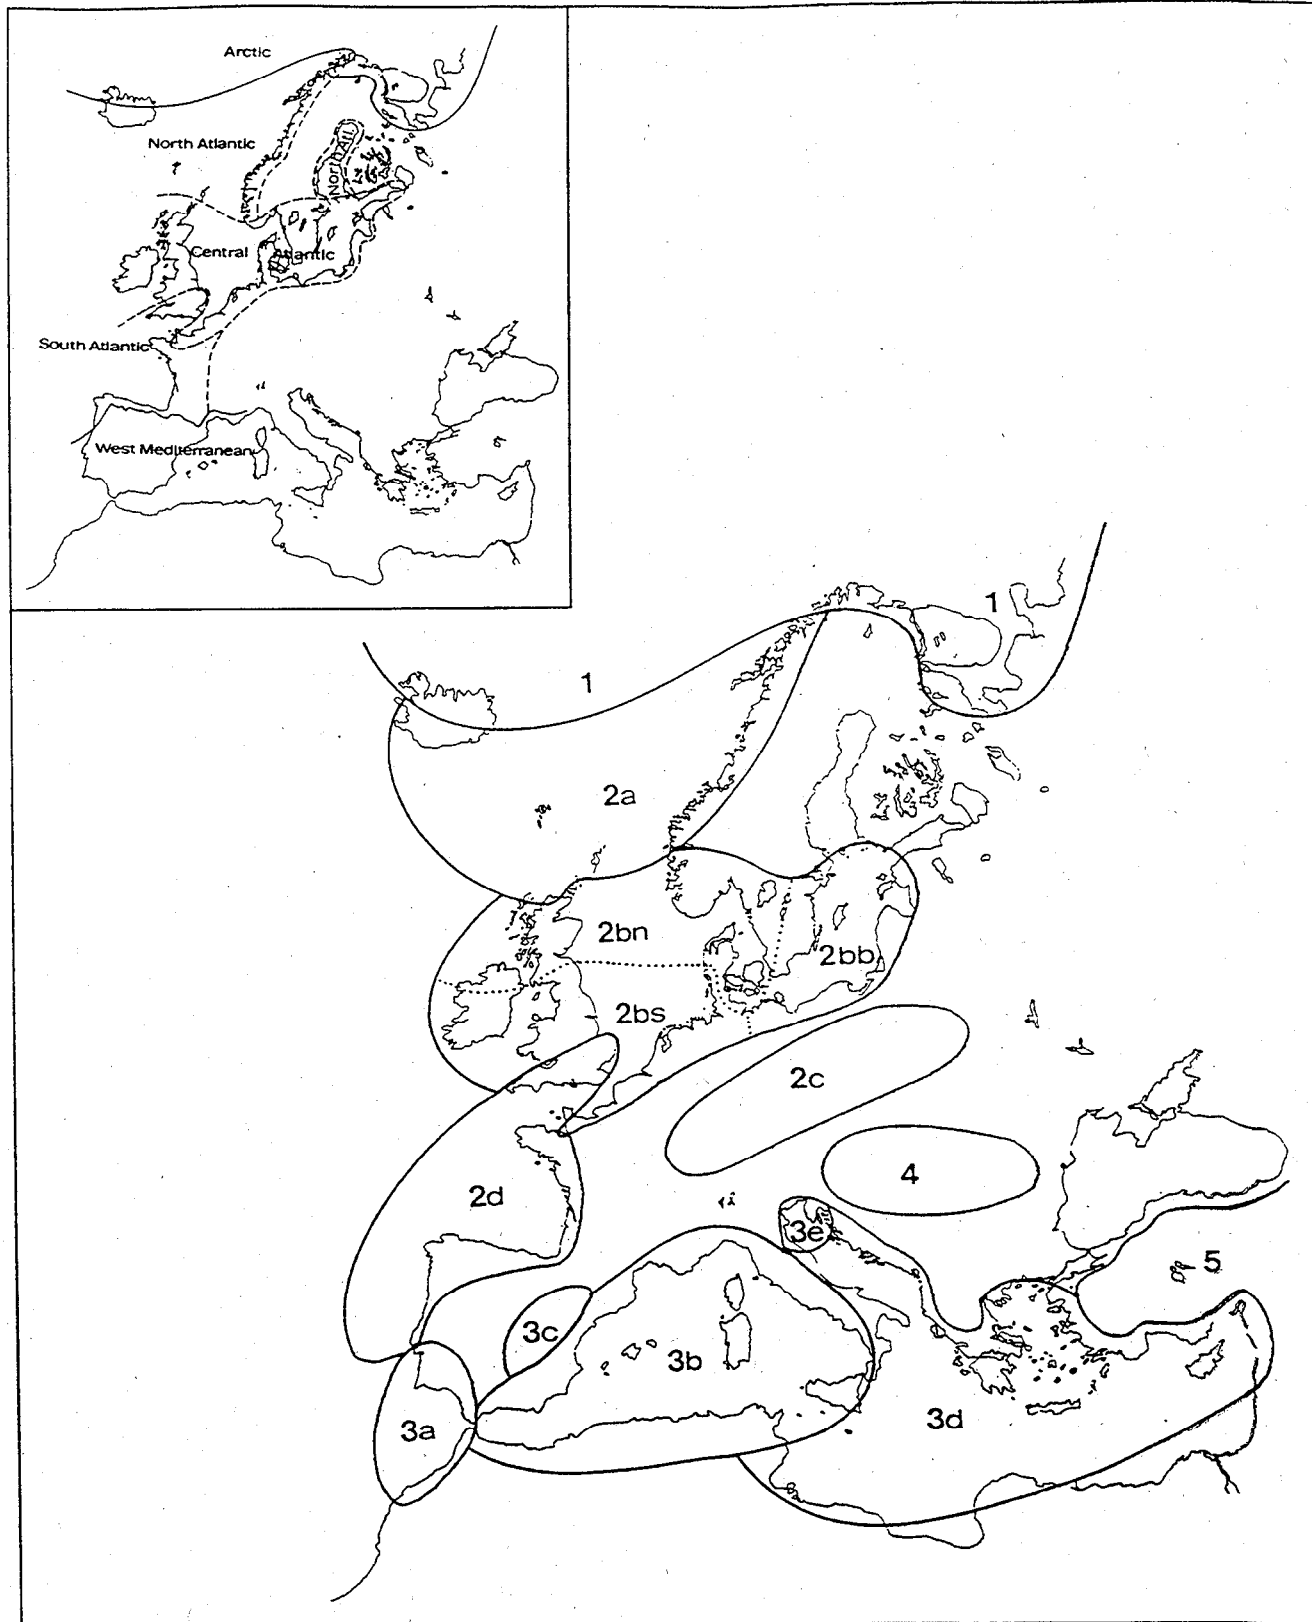 Arctic
North Atlantic
North Atl.
Central Atlantic
South Atlantic
West Mediterranean
1
1
2a
2bn
2bb
2bs
2c
4
2d
3e
5
3c
3b
3d
3a